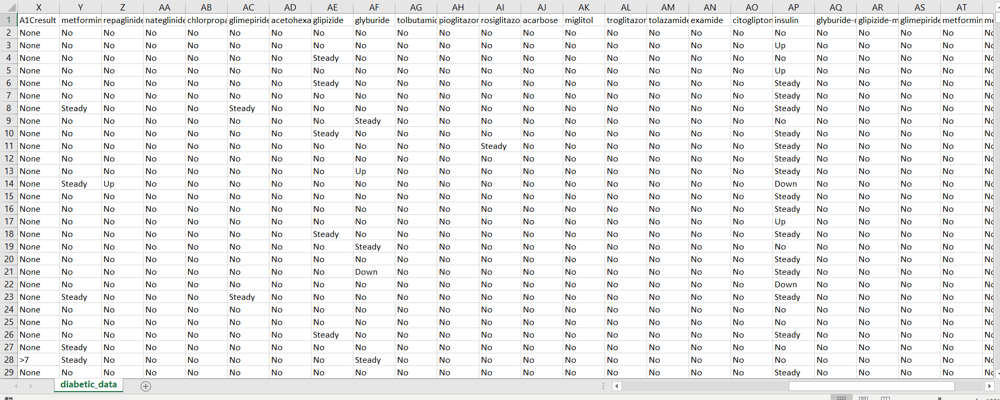 X Y Z AA AB AC AD AE AF AG AH AI AJ AK AL AM AN AO AP AQ AR AS AT
1 A1Cresult metformin repaglinide nateglinide chlorpropa glimepiride acetohexa glipizide glyburide tolbutamic pioglitazor rosiglitazo acarbose miglitol troglitazor tolazamide examide citoglipton insulin glyburide-r glipizide-m glimepiride metformin me
2 None No No No No No No No No No No No No No No No No No No No No No No No
3 None No No No No No No No No No No No No No No No No No Up No No No No No
4 None No No No No No No Steady No No No No No No No No No No No No No No No No
5 None No No No No No No No No No No No No No No No No No Up No No No No No
6 None No No No No No No Steady No No No No No No No No No No Steady No No No No No
7 None No No No No No No No No No No No No No No No No No Steady No No No No No
8 None Steady No No No Steady No No No No No No No No No No No No Steady No No No No No
9 None No No No No No No No Steady No No No No No No No No No No No No No No No
10 None No No No No No No Steady No No No No No No No No No No Steady No No No No No
11 None No No No No No No No No No No Steady No No No No No No Steady No No No No No
12 None No No No No No No No No No No No No No No No No No Steady No No No No No
13 None No No No No No No No Up No No No No No No No No No Steady No No No No No
14 None Steady Up No No No No No No No No No No No No No No No Down No No No No No
15 None No No No No No No No No No No No No No No No No No Steady No No No No No
16 None No No No No No No No No No No No No No No No No No Steady No No No No No
17 None No No No No No No No No No No No No No No No No No Up No No No No No
18 None No No No No No No Steady No No No No No No No No No No Steady No No No No No
19 None No No No No No No No Steady No No No No No No No No No No No No No No No
20 None No No No No No No No No No No No No No No No No No Steady No No No No No
21 None No No No No No No No Down No No No No No No No No No Steady No No No No No
22 None No No No No No No No No No No No No No No No No No Down No No No No No
23 None Steady No No No Steady No No No No No No No No No No No No Steady No No No No No
24 None No No No No No No No No No No No No No No No No No No No No No No No
25 None No No No No No No No No No No No No No No No No No No No No No No No
26 None No No No No No No Steady No No No No No No No No No No Steady No No No No No
27 None Steady No No No No No No No No No No No No No No No No No No No No No No
28 >7 Steady No No No No No No Steady No No No No No No No No No No No No No No No
29 None No No No No No No No No No No No No No No No No No Steady No No No No No
diabetic_data